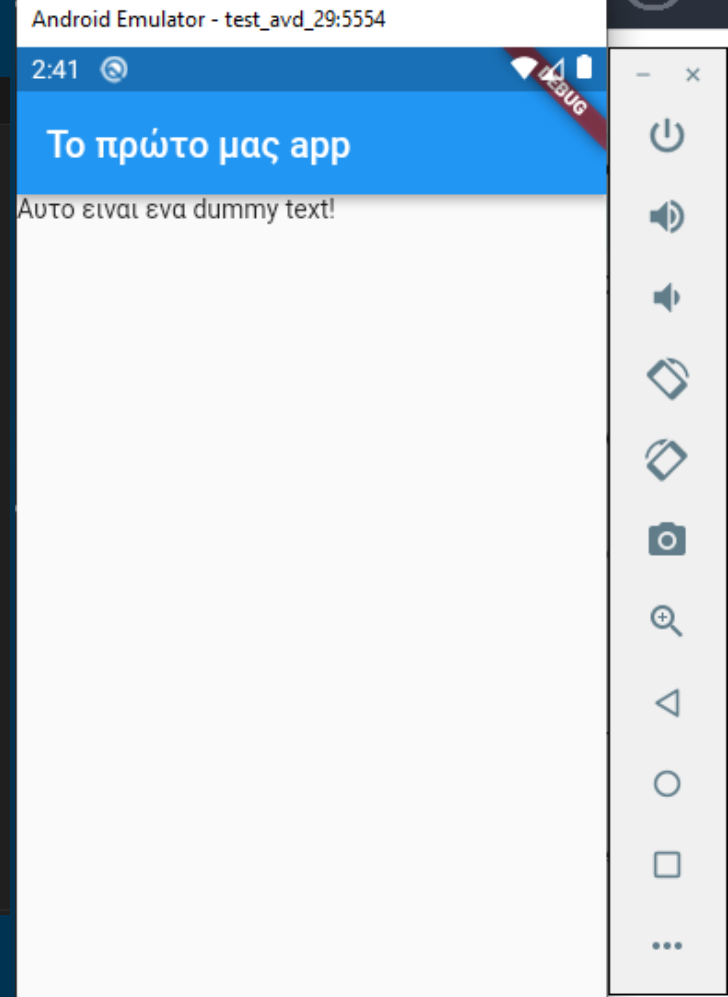 Android Emulator - test_avd_29:5554
2:41
DEBUG
Το πρώτο μας app
Αυτο ειναι ενα dummy text!